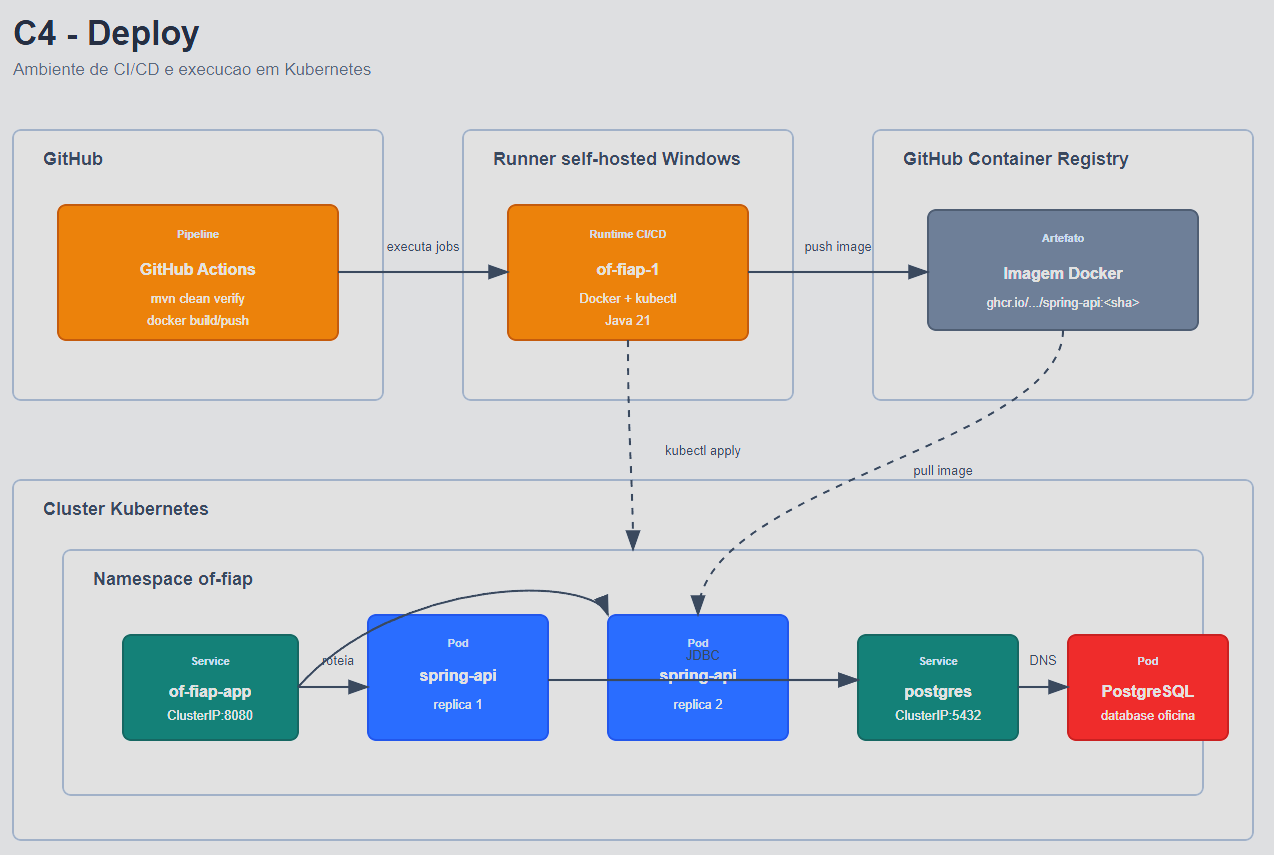 C4 - Deploy
Ambiente de CI/CD e execucao em Kubernetes
GitHub
Pipeline
GitHub Actions
mvn clean verify
docker build/push
executa jobs
Runner self-hosted Windows
Runtime CI/CD
of-fiap-1
Docker + kubectl
Java 21
push image
GitHub Container Registry
Artefato
Imagem Docker
ghcr.io/.../spring-api:<sha>
kubectl apply
pull image
Cluster Kubernetes
Namespace of-fiap
Service
of-fiap-app
ClusterIP:8080
roteia
Pod
spring-api
replica 1
Pod
JDBC
spring-api
replica 2
Service
postgres
ClusterIP:5432
DNS
Pod
PostgreSQL
database oficina